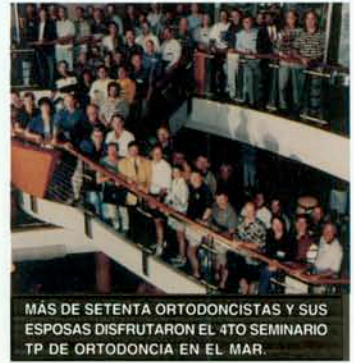 MÁS DE SETENTA ORTODONCISTAS Y SUS
ESPOSAS DISFRUTARON EL 4TO SEMINARIO
TP DE ORTODONCIA EN EL MAR.